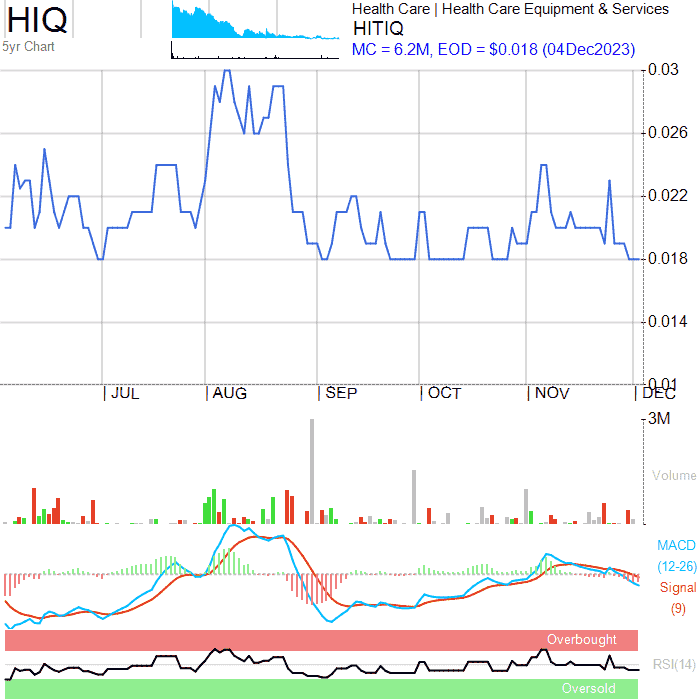 HIQ
5yr Chart
Health Care | Health Care Equipment & Services
HITIQ
MC = 6.2M, EOD = $0.018 (04Dec2023)
0.03
0.026
0.022
0.018
0.014
0.01
JUL AUG SEP OCT NOV DEC
3M
Volume
MACD
(12-26)
Signal
(9)
Overbought
RSI(14)
Oversold